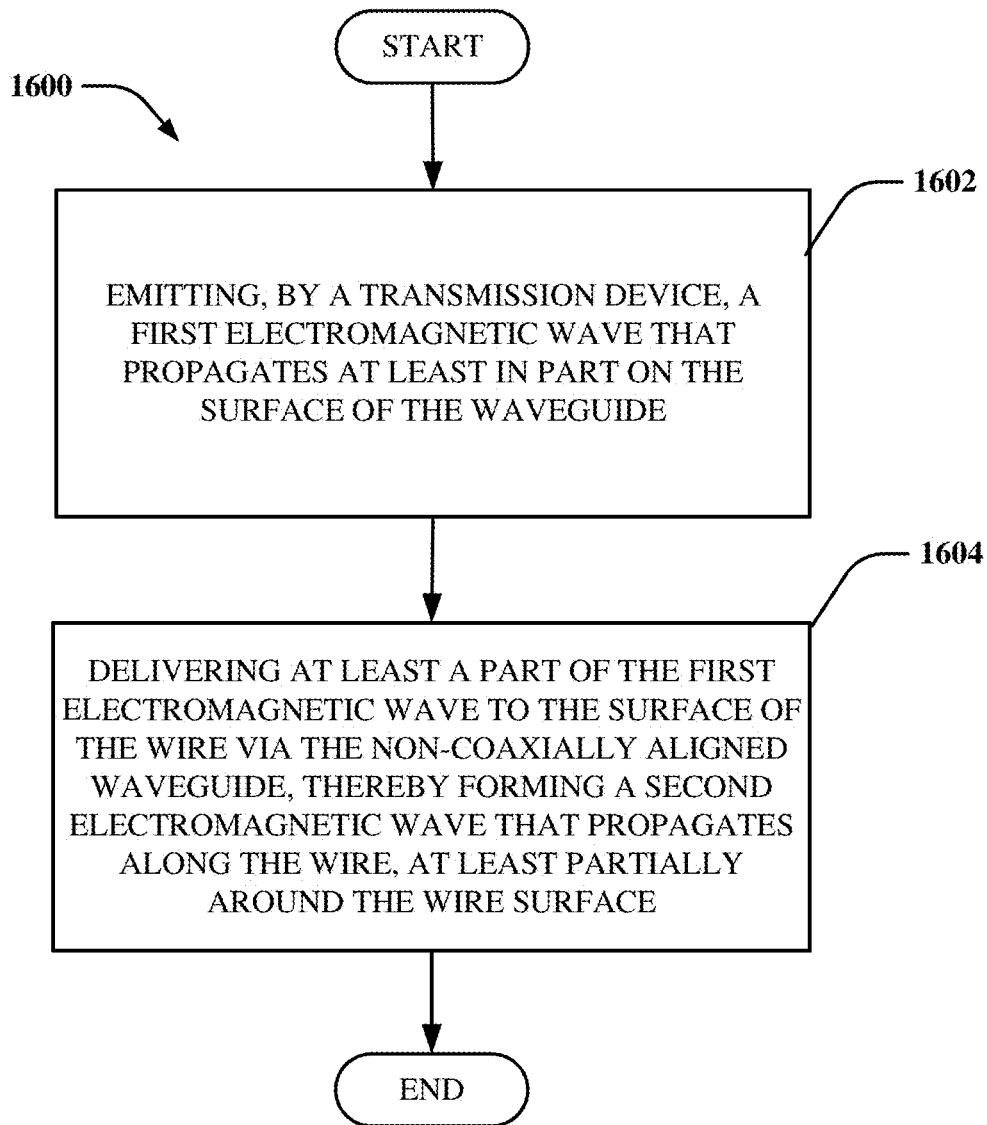 START
1600
1602
EMITTING, BY A TRANSMISSION DEVICE, A
FIRST ELECTROMAGNETIC WAVE THAT
PROPAGATES AT LEAST IN PART ON THE
SURFACE OF THE WAVEGUIDE
1604
DELIVERING AT LEAST A PART OF THE FIRST
ELECTROMAGNETIC WAVE TO THE SURFACE OF
THE WIRE VIA THE NON-COAXIALLY ALIGNED
WAVEGUIDE, THEREBY FORMING A SECOND
ELECTROMAGNETIC WAVE THAT PROPAGATES
ALONG THE WIRE, AT LEAST PARTIALLY
AROUND THE WIRE SURFACE
END